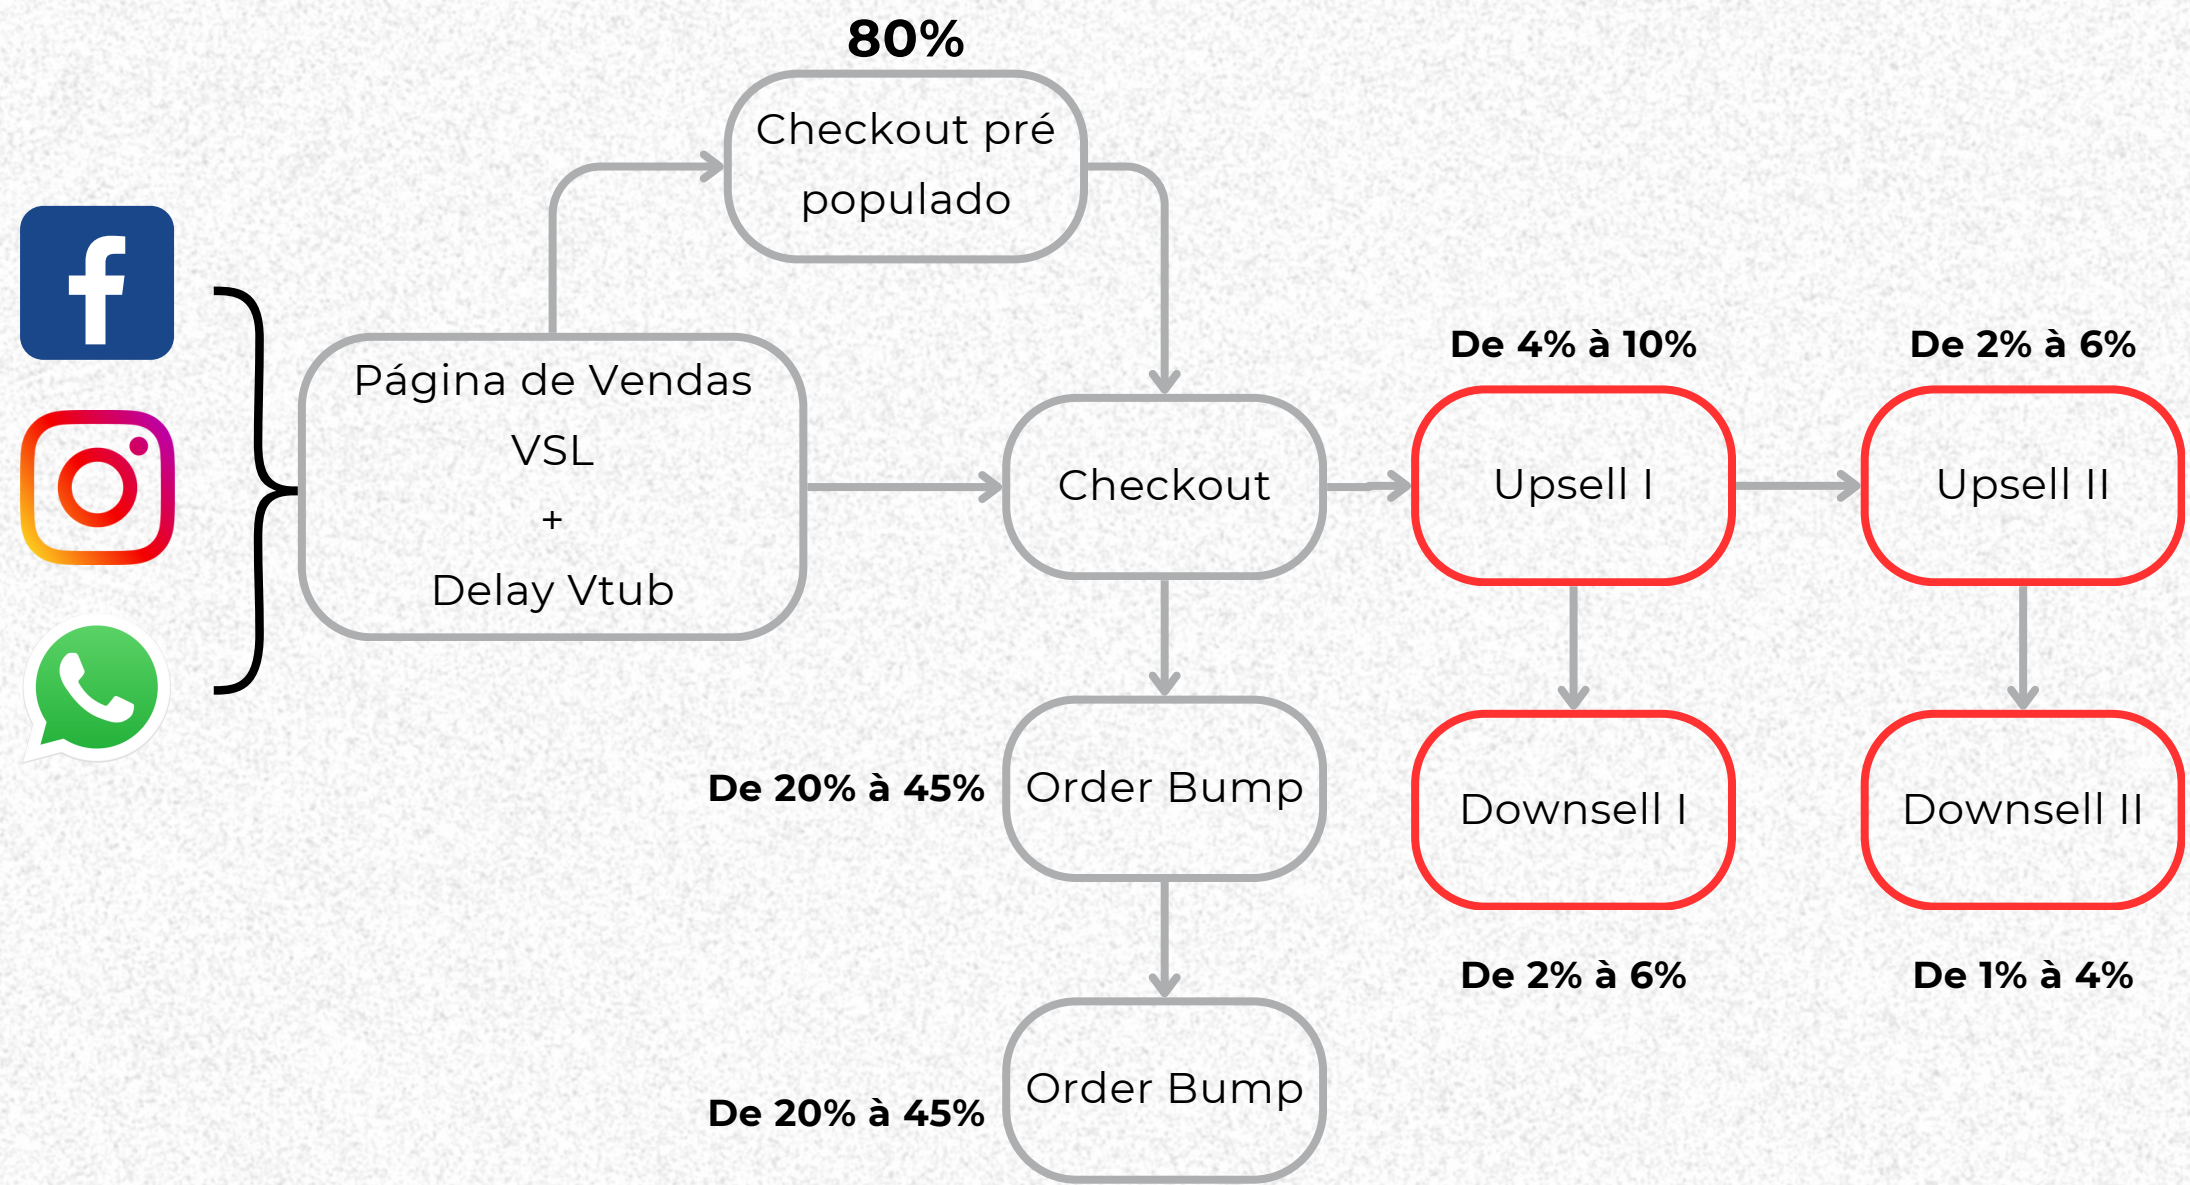 80%
Checkout pré
populado
Página de Vendas
VSL
+
Delay Vtub
Checkout
De 4% à 10%
Upsell I
De 2% à 6%
Upsell II
De 20% à 45%
Order Bump
Downsell I
De 2% à 6%
Downsell II
De 1% à 4%
De 20% à 45%
Order Bump